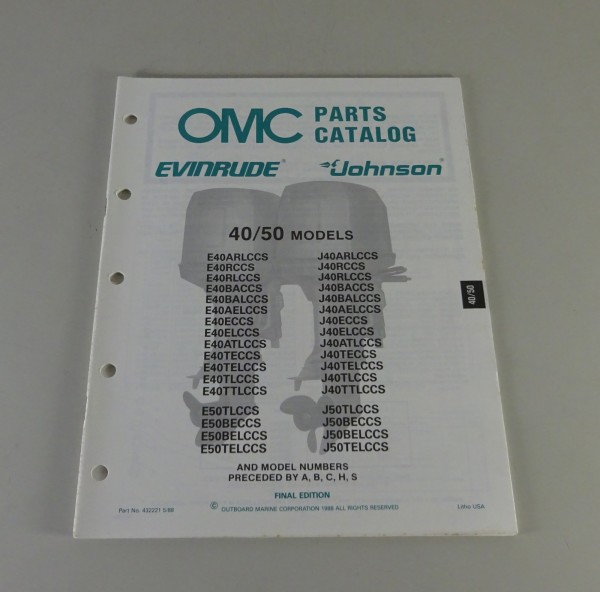 OMC PARTS CATALOG
EVINRUDE® Johnson®
40/50 MODELS
E40ARLCCS J40ARLCCS
E40RCCS J40RCCS
E40RLCCS J40RLCCS
E40BACCS J40BACCS
E40BALCCS J40BALCCS
E40AELCCS J40AELCCS
E40ECCS J40ECCS
E40ELCCS J40ELCCS
E40ATLCCS J40ATLCCS
E40TECCS J40TECCS
E40TELCCS J40TELCCS
E40TLCCS J40TLCCS
E40TTLCCS J40TTLCCS
E50TLCCS J50TLCCS
E50BECCS J50BECCS
E50BELCCS J50BELCCS
E50TELCCS J50TELCCS
AND MODEL NUMBERS
PRECEDED BY A, B, C, H, S
FINAL EDITION
Part No. 432221 5/88 © OUTBOARD MARINE CORPORATION 1988 ALL RIGHTS RESERVED Litho USA
40/50